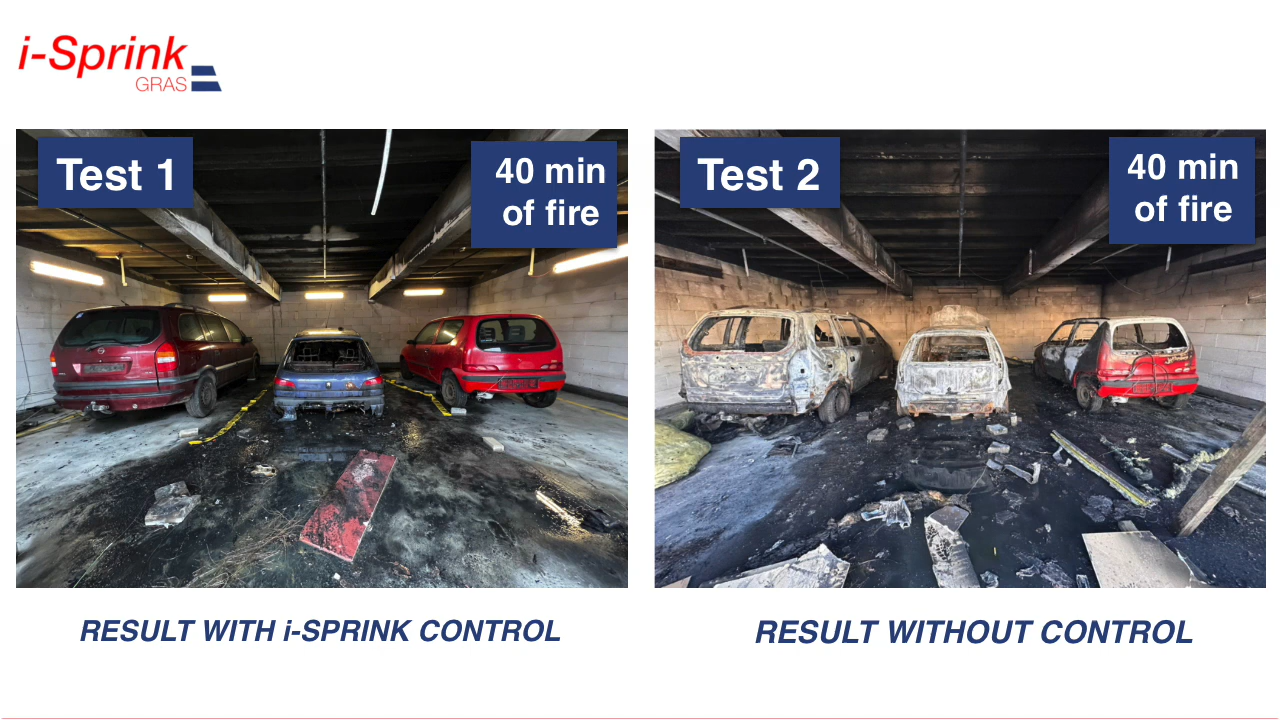 i-Sprink
GRAS
Test 1
40 min
of fire
Test 2
40 min
of fire
RESULT WITH i-SPRINK CONTROL
RESULT WITHOUT CONTROL